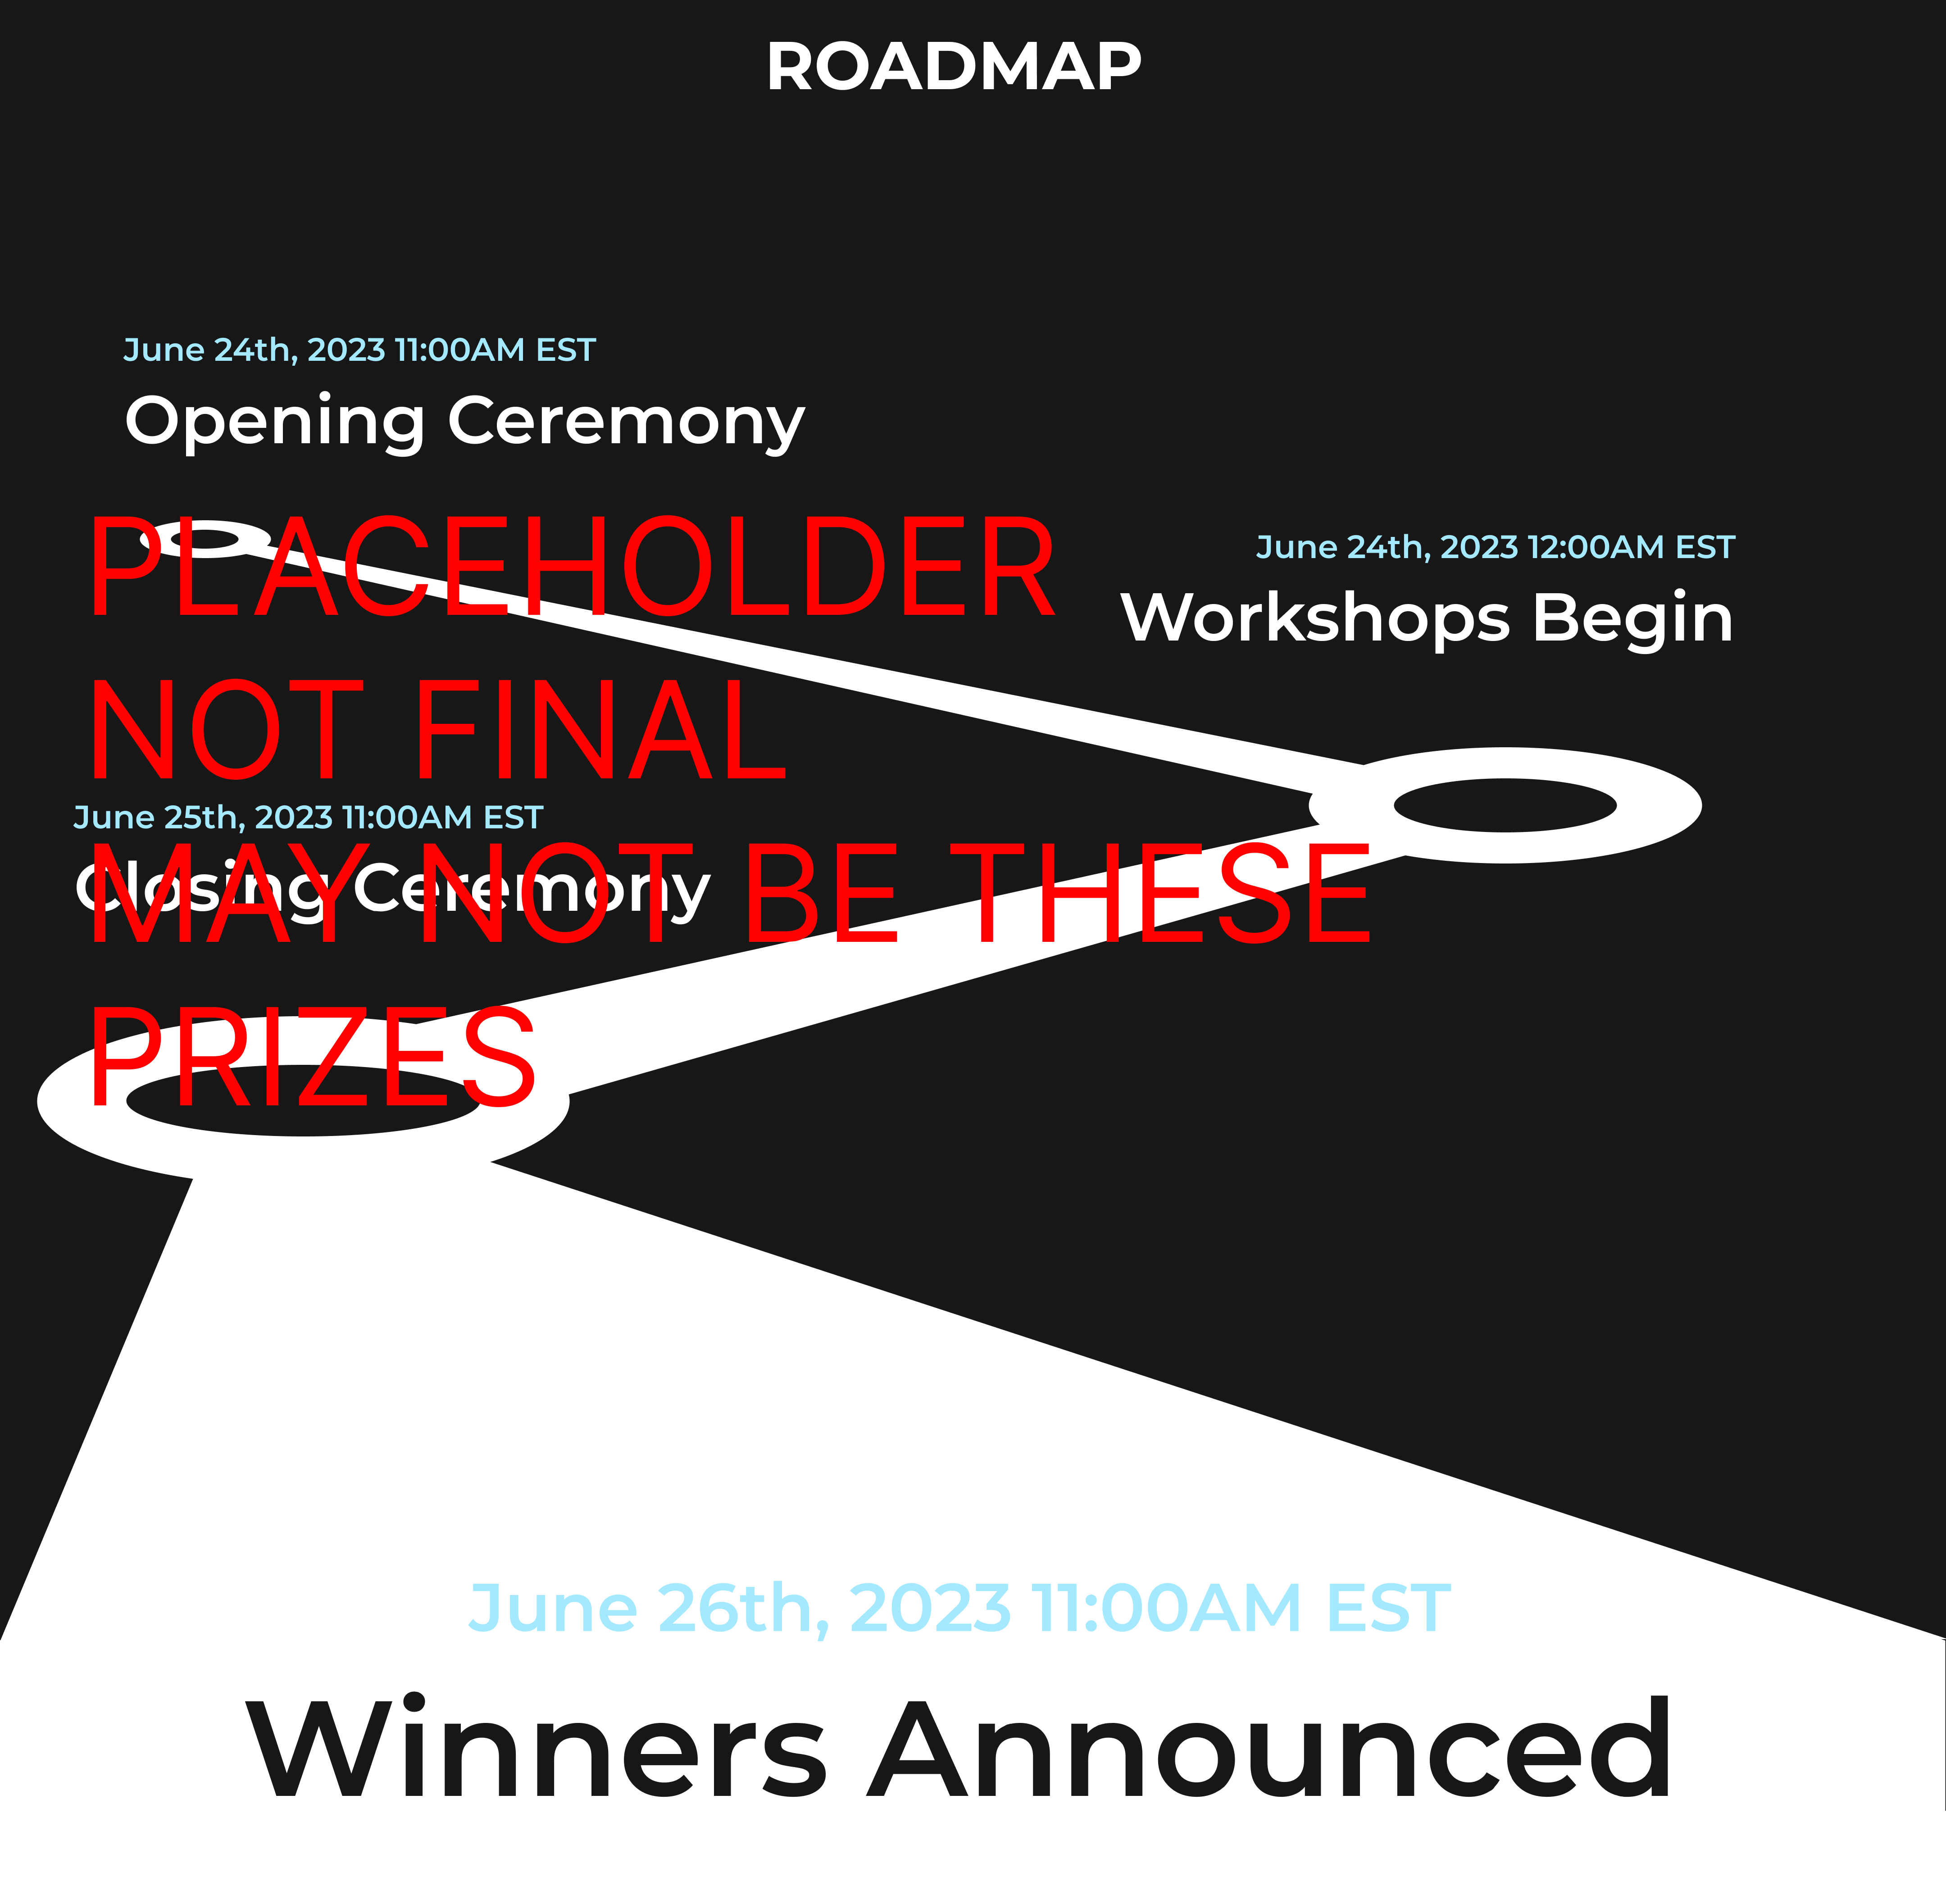 ROADMAP
June 24th, 2023 11:00AM EST
Opening Ceremony
PLACEHOLDER
June 24th, 2023 12:00AM EST
Workshops Begin
NOT FINAL
June 25th, 2023 11:00AM EST
Closing Ceremony
MAY NOT BE THESE
PRIZES
June 26th, 2023 11:00AM EST
Winners Announced